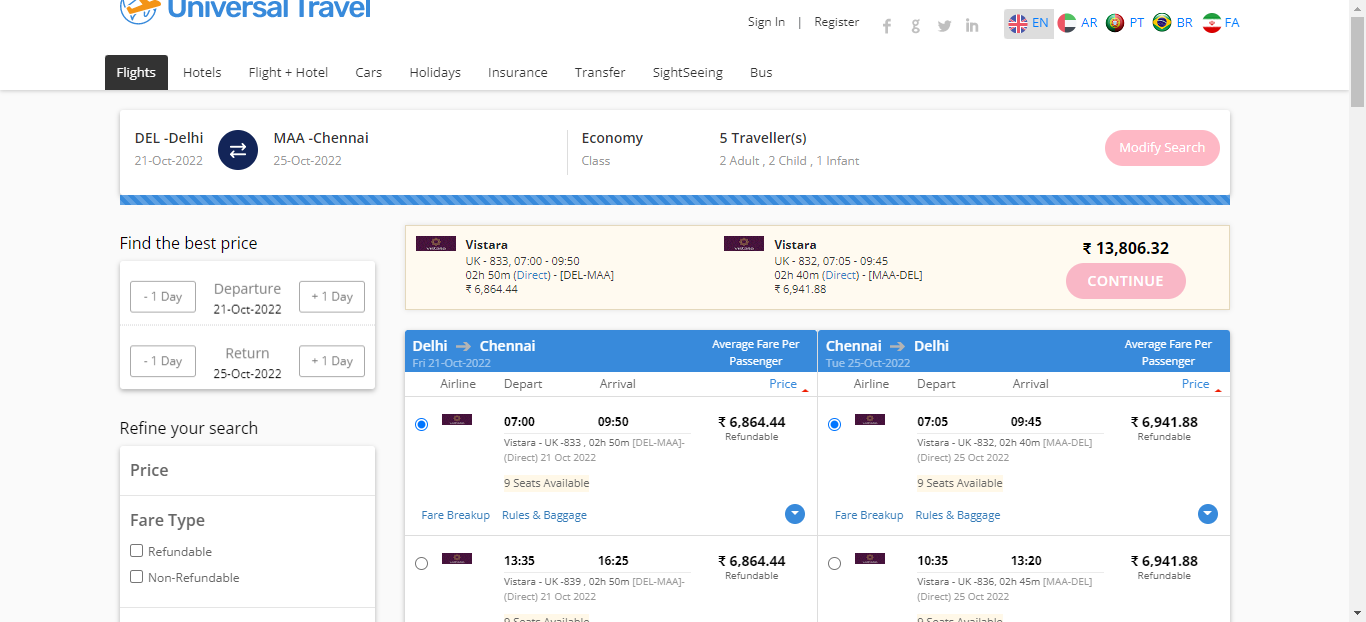 Universal Travel
Sign In | Register
EN AR PT BR FA
Flights Hotels Flight + Hotel Cars Holidays Insurance Transfer SightSeeing Bus
DEL -Delhi MAA -Chennai Economy 5 Traveller(s)
21-Oct-2022 25-Oct-2022 Class 2 Adult , 2 Child , 1 Infant
Modify Search
Find the best price
- 1 Day Departure + 1 Day
21-Oct-2022
- 1 Day Return + 1 Day
25-Oct-2022
Refine your search
Price
Fare Type
Refundable
Non-Refundable
Vistara
UK - 833, 07:00 - 09:50
02h 50m (Direct) - [DEL-MAA]
₹ 6,864.44
Vistara
UK - 832, 07:05 - 09:45
02h 40m (Direct) - [MAA-DEL]
₹ 6,941.88
₹ 13,806.32
CONTINUE
Delhi Chennai
Fri 21-Oct-2022
Average Fare Per
Passenger
Airline Depart Arrival Price
07:00 09:50 ₹ 6,864.44
Refundable
Vistara - UK -833 , 02h 50m [DEL-MAA]-
(Direct) 21 Oct 2022
9 Seats Available
Fare Breakup Rules & Baggage
13:35 16:25 ₹ 6,864.44
Refundable
Vistara - UK -839 , 02h 50m [DEL-MAA]-
(Direct) 21 Oct 2022
9 Seats Available
Chennai Delhi
Tue 25-Oct-2022
Average Fare Per
Passenger
Airline Depart Arrival Price
07:05 09:45 ₹ 6,941.88
Refundable
Vistara - UK -832, 02h 40m [MAA-DEL]
(Direct) 25 Oct 2022
9 Seats Available
Fare Breakup Rules & Baggage
10:35 13:20 ₹ 6,941.88
Refundable
Vistara - UK -836, 02h 45m [MAA-DEL]
(Direct) 25 Oct 2022
9 Seats Available